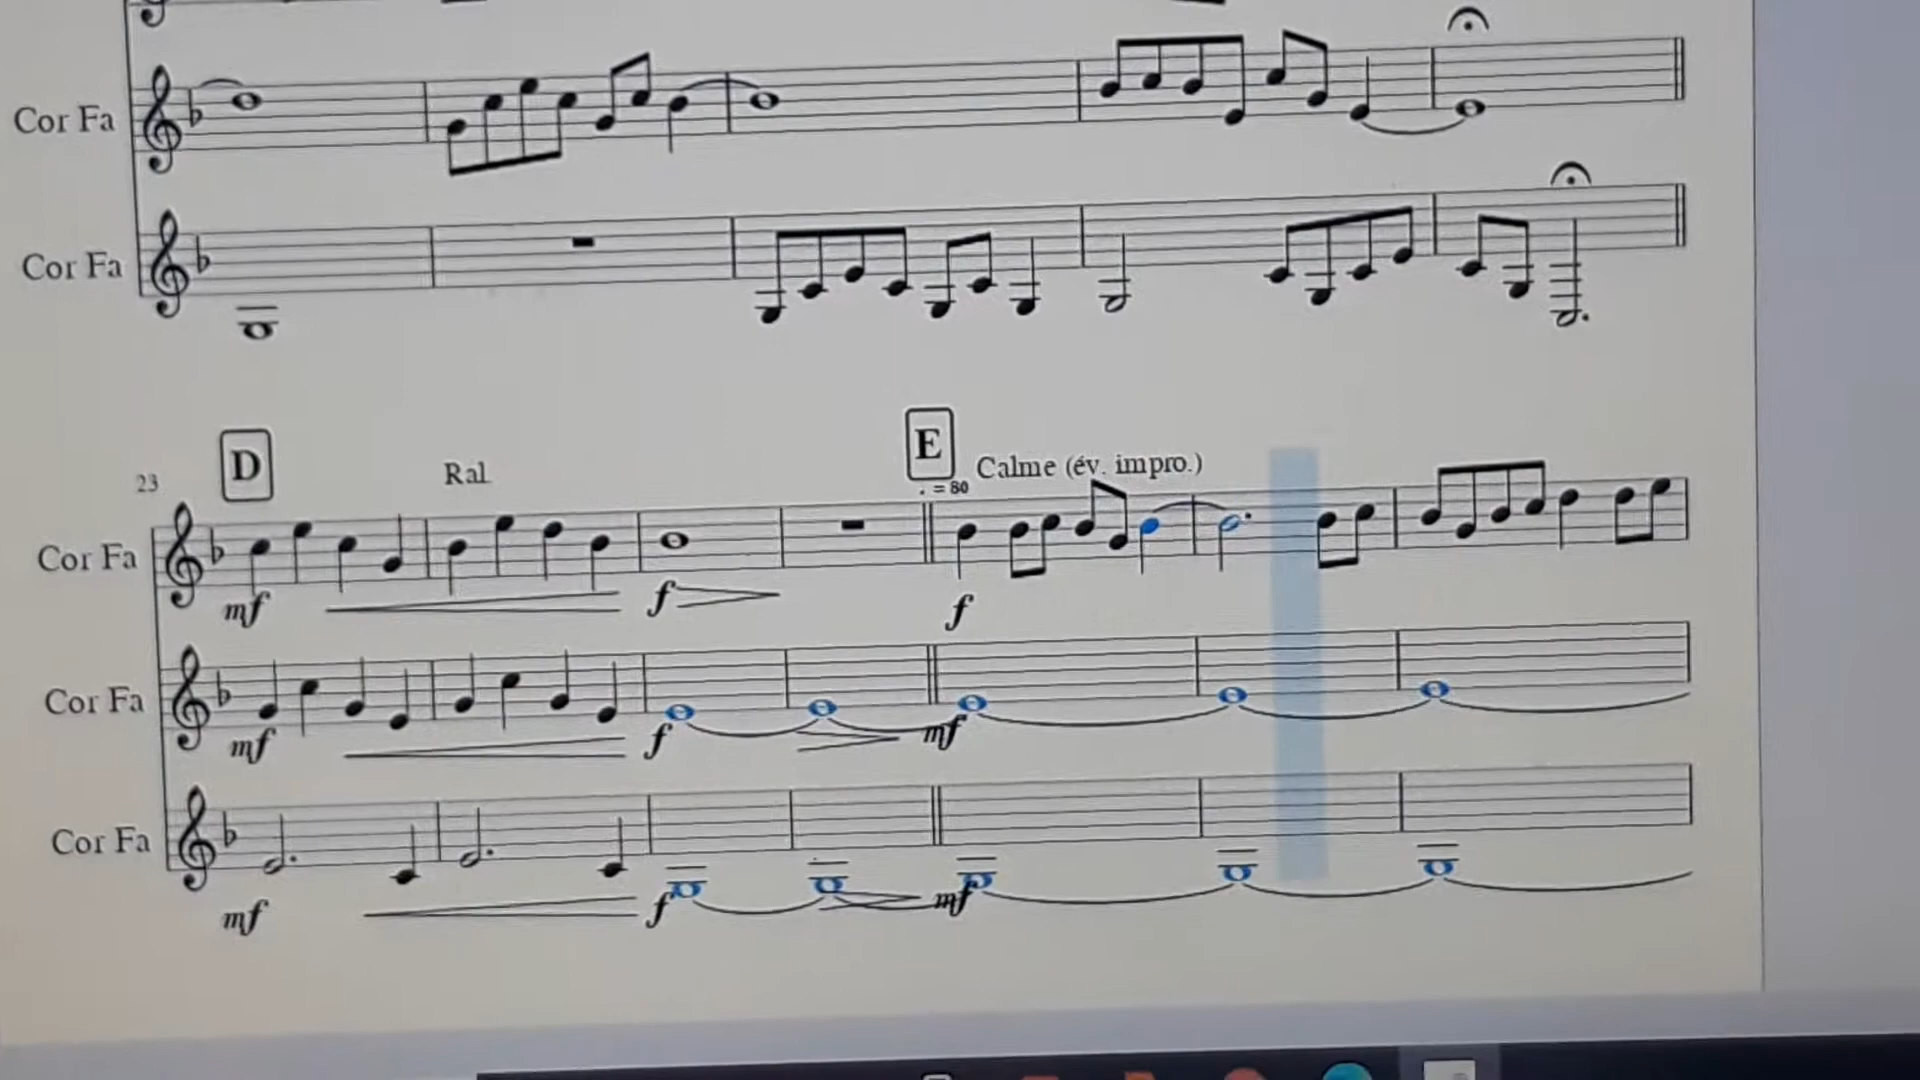 Cor Fa
Cor Fa
D
E
23
Ral.
Calme (év. impro.)
. = 80
Cor Fa
mf
f
f
Cor Fa
mf
f
mf
Cor Fa
mf
f
mf